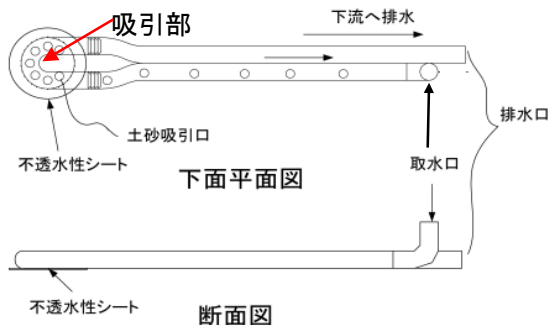 吸引部
下流へ排水
土砂吸引口
不透水性シート
下面平面図
取水口
排水口
不透水性シート
断面図